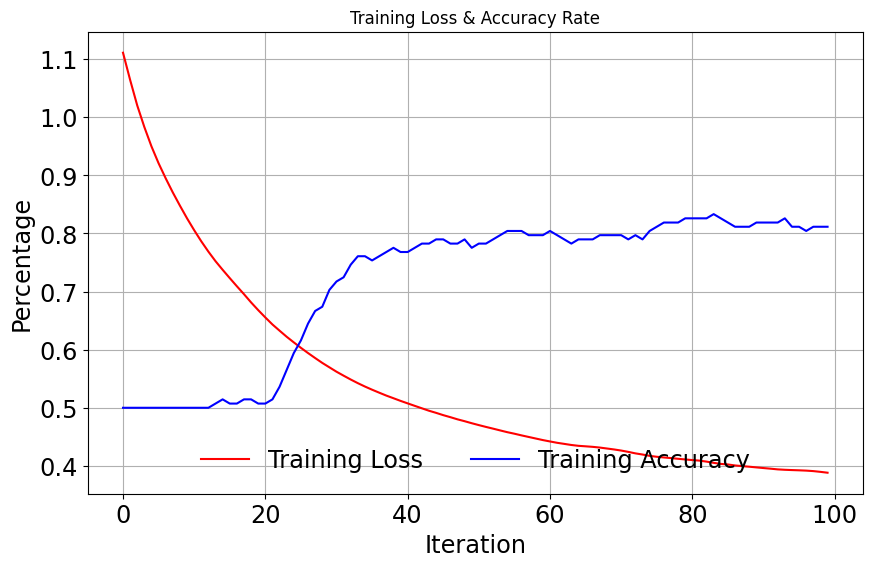 Training Loss & Accuracy Rate
Percentage
1.1
1.0
0.9
0.8
0.7
0.6
0.5
0.4
Training Loss Training Accuracy
0 20 40 60 80 100
Iteration